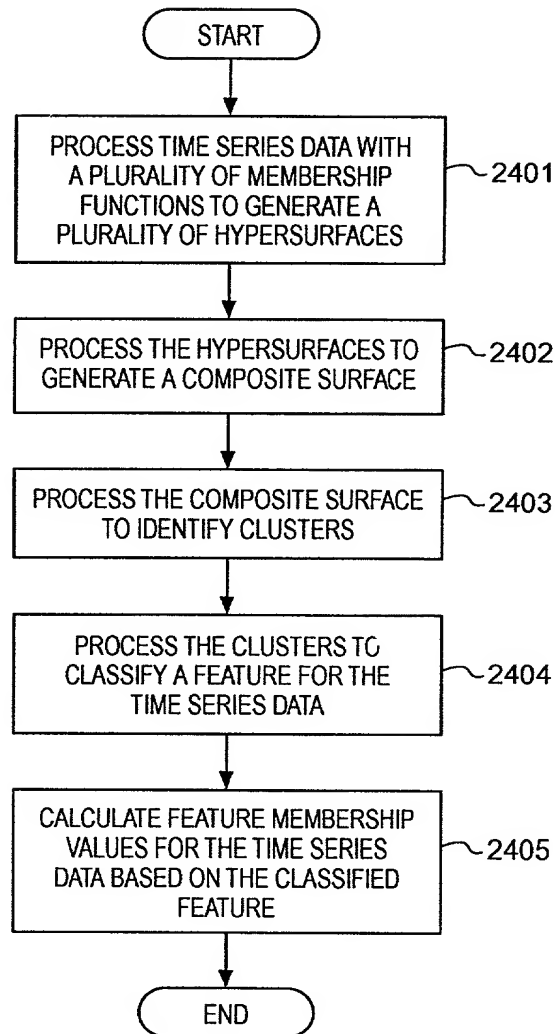 START
PROCESS TIME SERIES DATA WITH
A PLURALITY OF MEMBERSHIP
FUNCTIONS TO GENERATE A
PLURALITY OF HYPERSURFACES
2401
PROCESS THE HYPERSURFACES TO
GENERATE A COMPOSITE SURFACE
2402
PROCESS THE COMPOSITE SURFACE
TO IDENTIFY CLUSTERS
2403
PROCESS THE CLUSTERS TO
CLASSIFY A FEATURE FOR THE
TIME SERIES DATA
2404
CALCULATE FEATURE MEMBERSHIP
VALUES FOR THE TIME SERIES
DATA BASED ON THE CLASSIFIED
FEATURE
2405
END